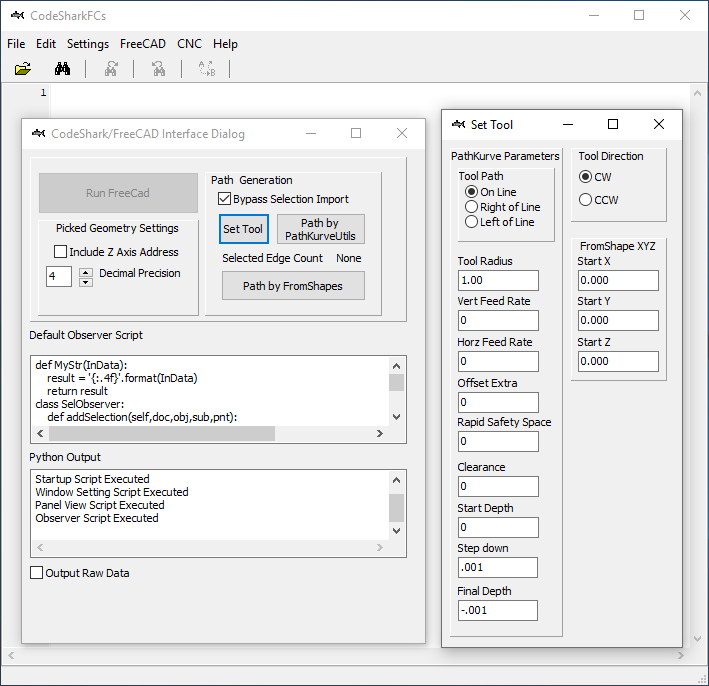 CodeSharkFCs
File Edit Settings FreeCAD CNC Help
A B
1
CodeShark/FreeCAD Interface Dialog
Run FreeCad
Path Generation
Bypass Selection Import
Set Tool
Path by
PathKurveUtils
Selected Edge Count None
Path by FromShapes
Picked Geometry Settings
Include Z Axis Address
4 Decimal Precision
Default Observer Script
def MyStr(InData):
result = '{:.4f}'.format(InData)
return result
class SelObserver:
def addSelection(self,doc,obj,sub,pnt):
Python Output
Startup Script Executed
Window Setting Script Executed
Panel View Script Executed
Observer Script Executed
Output Raw Data
Set Tool
PathKurve Parameters
Tool Path
On Line
Right of Line
Left of Line
Tool Radius
1.00
Vert Feed Rate
0
Horz Feed Rate
0
Offset Extra
0
Rapid Safety Space
0
Clearance
0
Start Depth
0
Step down
.001
Final Depth
-.001
Tool Direction
CW
CCW
FromShape XYZ
Start X
0.000
Start Y
0.000
Start Z
0.000